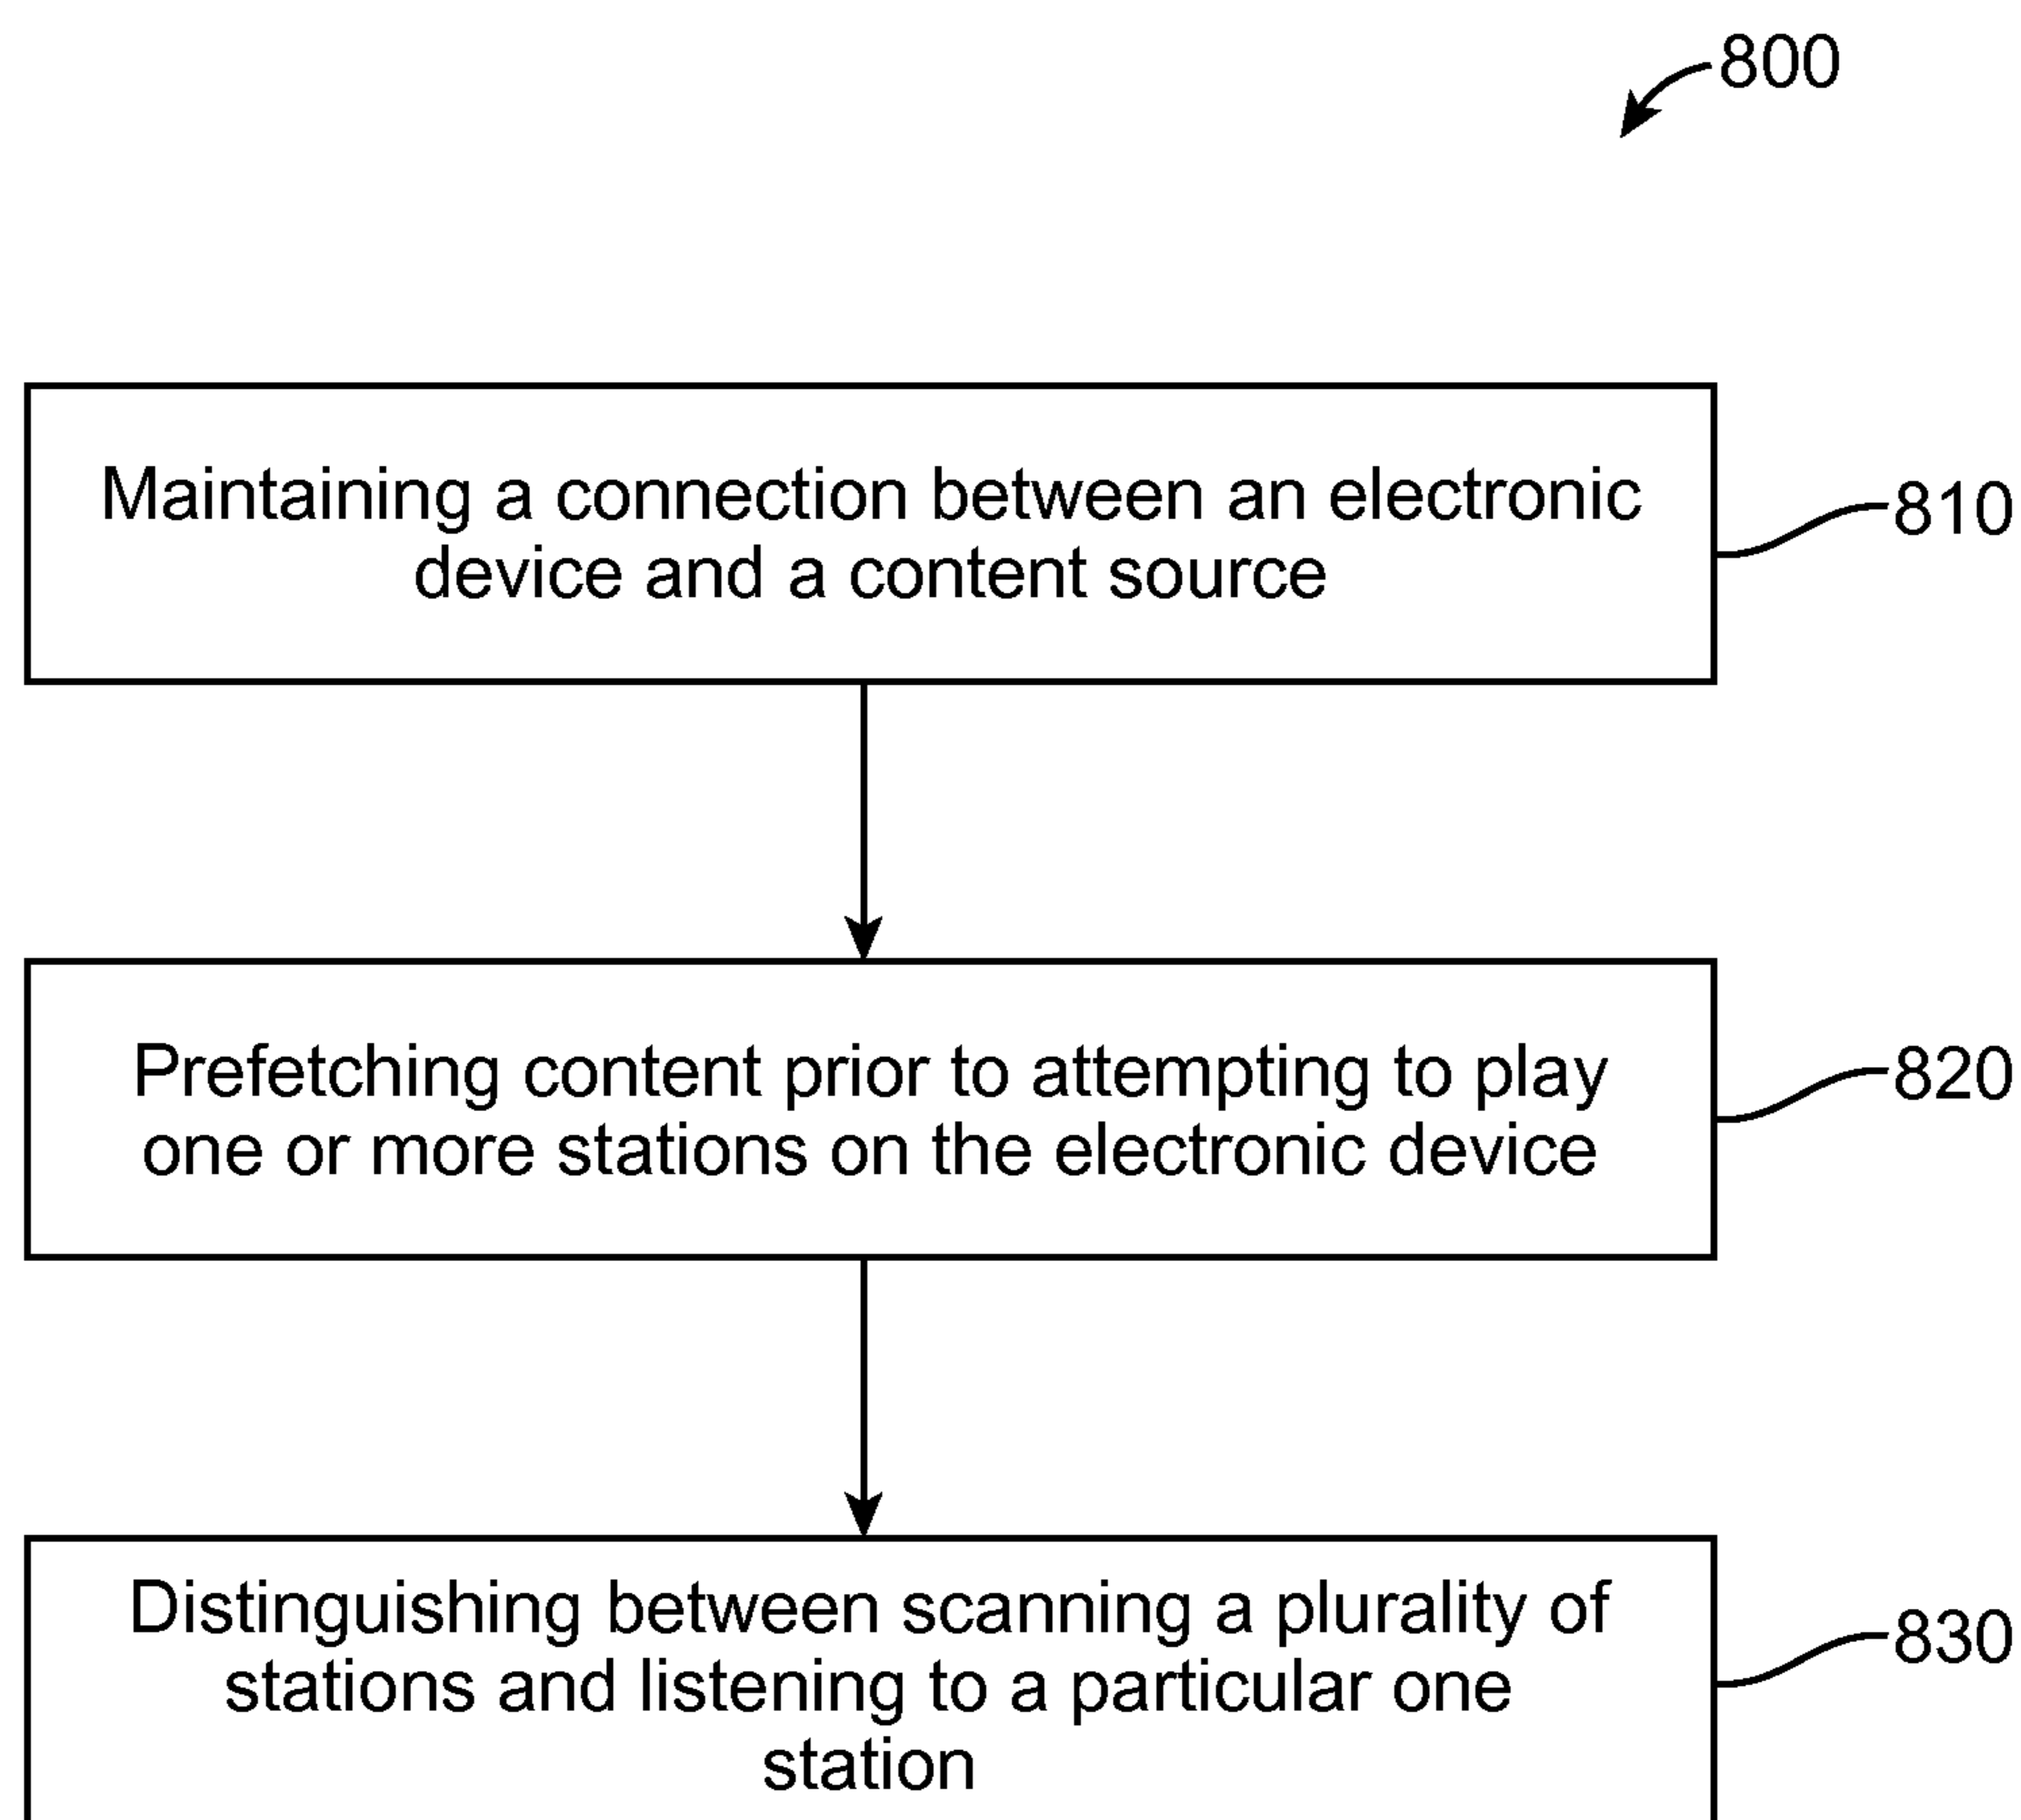 800
Maintaining a connection between an electronic
device and a content source
810
Prefetching content prior to attempting to play
one or more stations on the electronic device
820
Distinguishing between scanning a plurality of
stations and listening to a particular one
station
830